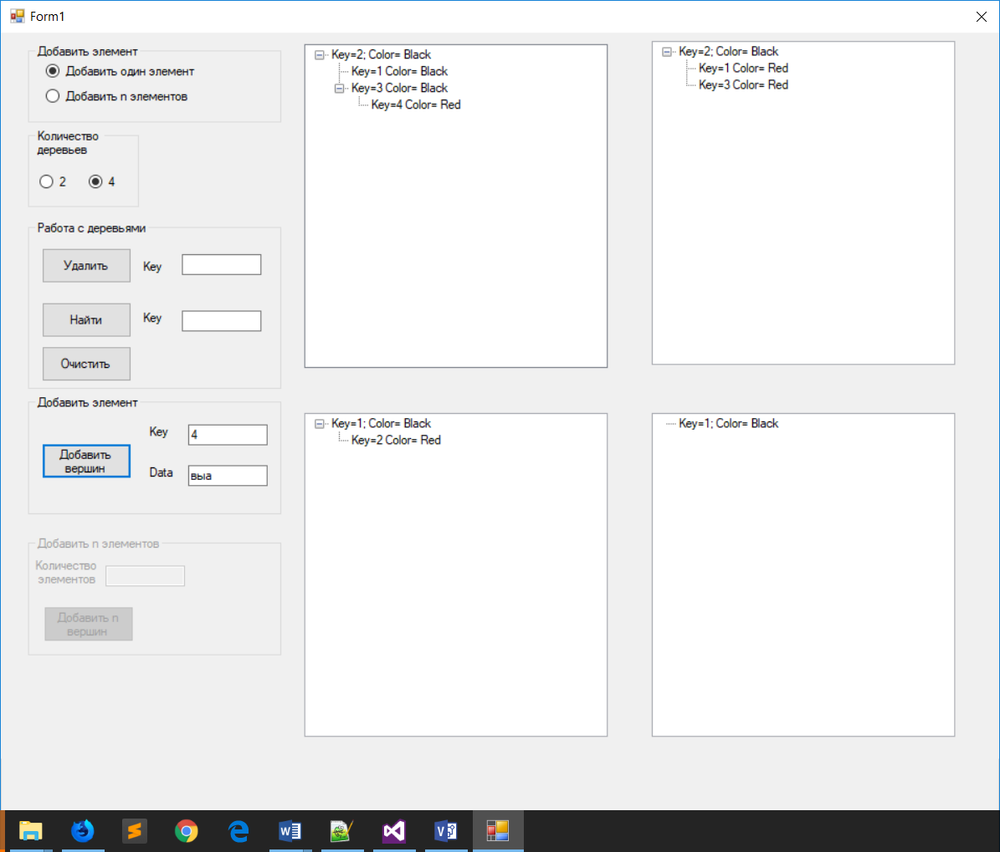 Form1
Добавить элемент
Добавить один элемент
Добавить n элементов
Количество
деревьев
2 4
Работа с деревьями
Удалить Key
Найти Key
Очистить
Добавить элемент
Key 4
Добавить
вершин
Data выа
Добавить n элементов
Количество
элементов
Добавить n
вершин
Key=2; Color= Black
Key=1 Color= Black
Key=3 Color= Black
Key=4 Color= Red
Key=2; Color= Black
Key=1 Color= Red
Key=3 Color= Red
Key=1; Color= Black
Key=2 Color= Red
Key=1; Color= Black